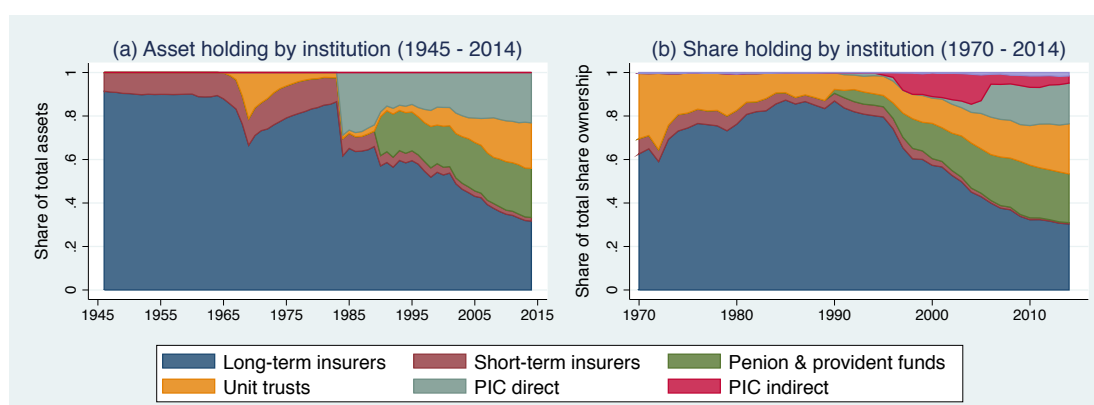 (a) Asset holding by institution (1945 - 2014)
Share of total assets
1
.8
.6
.4
.2
0
1945 1955 1965 1975 1985 1995 2005 2015
(b) Share holding by institution (1970 - 2014)
Share of total share ownership
1
.8
.6
.4
.2
0
1970 1980 1990 2000 2010
Long-term insurers Short-term insurers Penion & provident funds
Unit trusts PIC direct PIC indirect